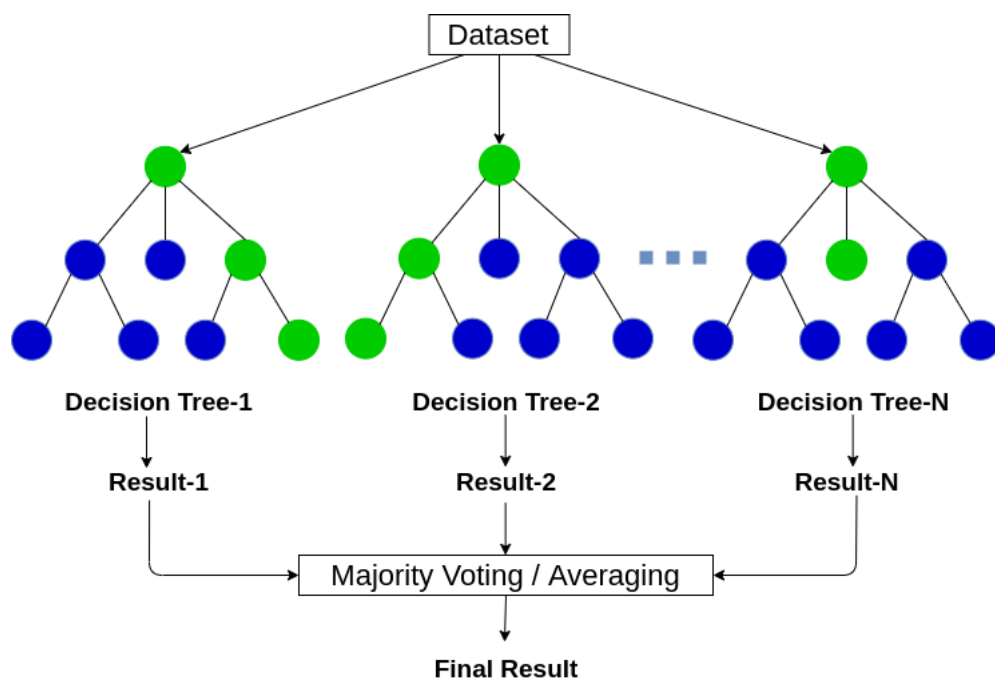 Dataset
Decision Tree-1
Decision Tree-2
Decision Tree-N
Result-1
Result-2
Result-N
Majority Voting / Averaging
Final Result